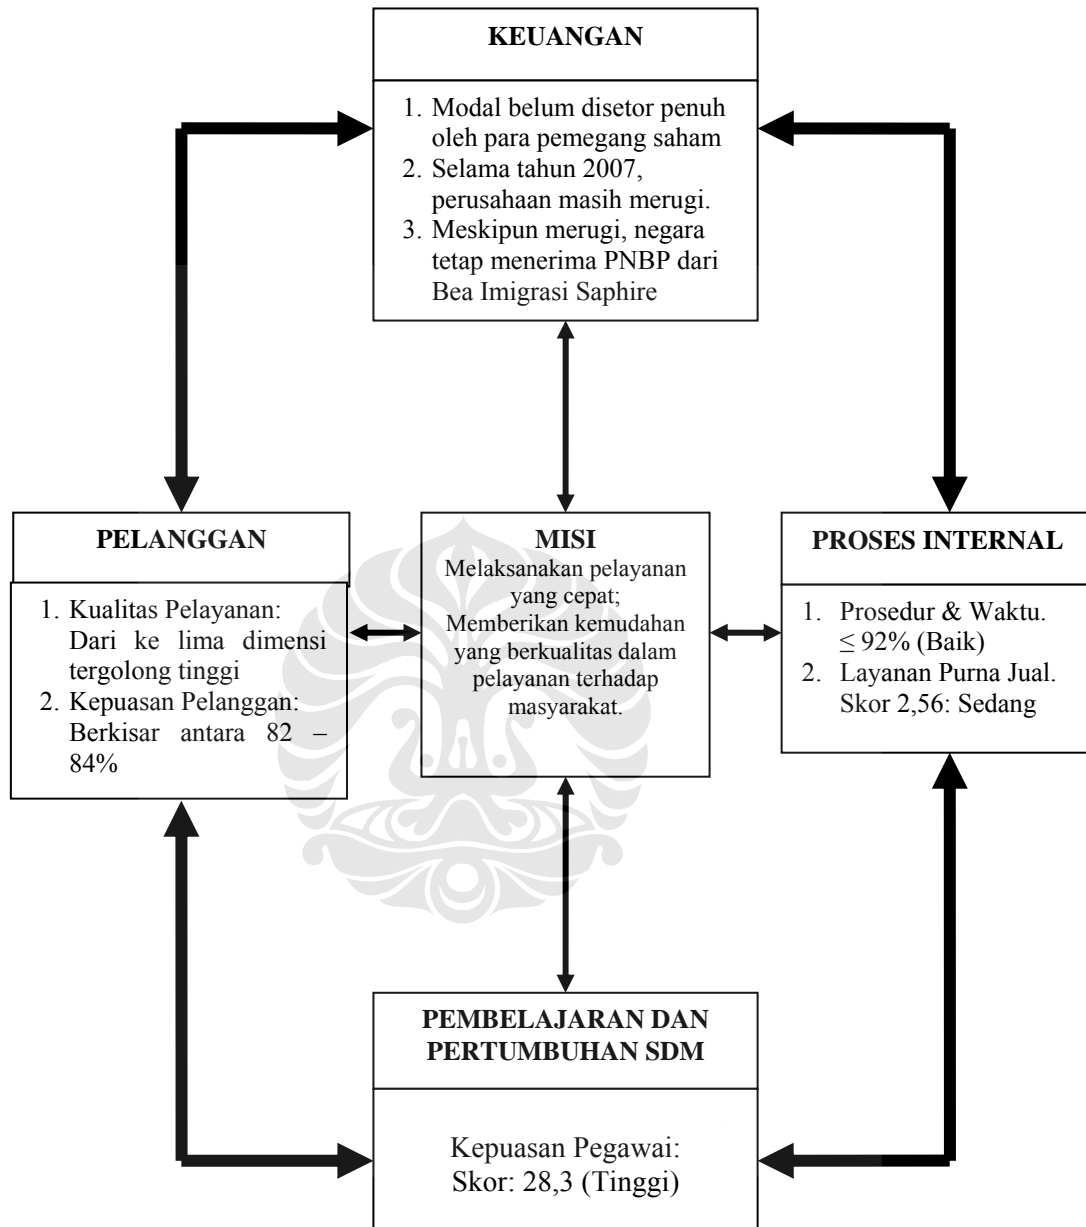 KEUANGAN
1. Modal belum disetor penuh
oleh para pemegang saham
2. Selama tahun 2007,
perusahaan masih merugi.
3. Meskipun merugi, negara
tetap menerima PNBP dari
Bea Imigrasi Saphire
PELANGGAN
1. Kualitas Pelayanan:
Dari ke lima dimensi
tergolong tinggi
2. Kepuasan Pelanggan:
Berkisar antara 82 –
84%
MISI
Melaksanakan pelayanan
yang cepat;
Memberikan kemudahan
yang berkualitas dalam
pelayanan terhadap
masyarakat.
PROSES INTERNAL
1. Prosedur & Waktu.
≤ 92% (Baik)
2. Layanan Purna Jual.
Skor 2,56: Sedang
PEMBELAJARAN DAN
PERTUMBUHAN SDM
Kepuasan Pegawai:
Skor: 28,3 (Tinggi)